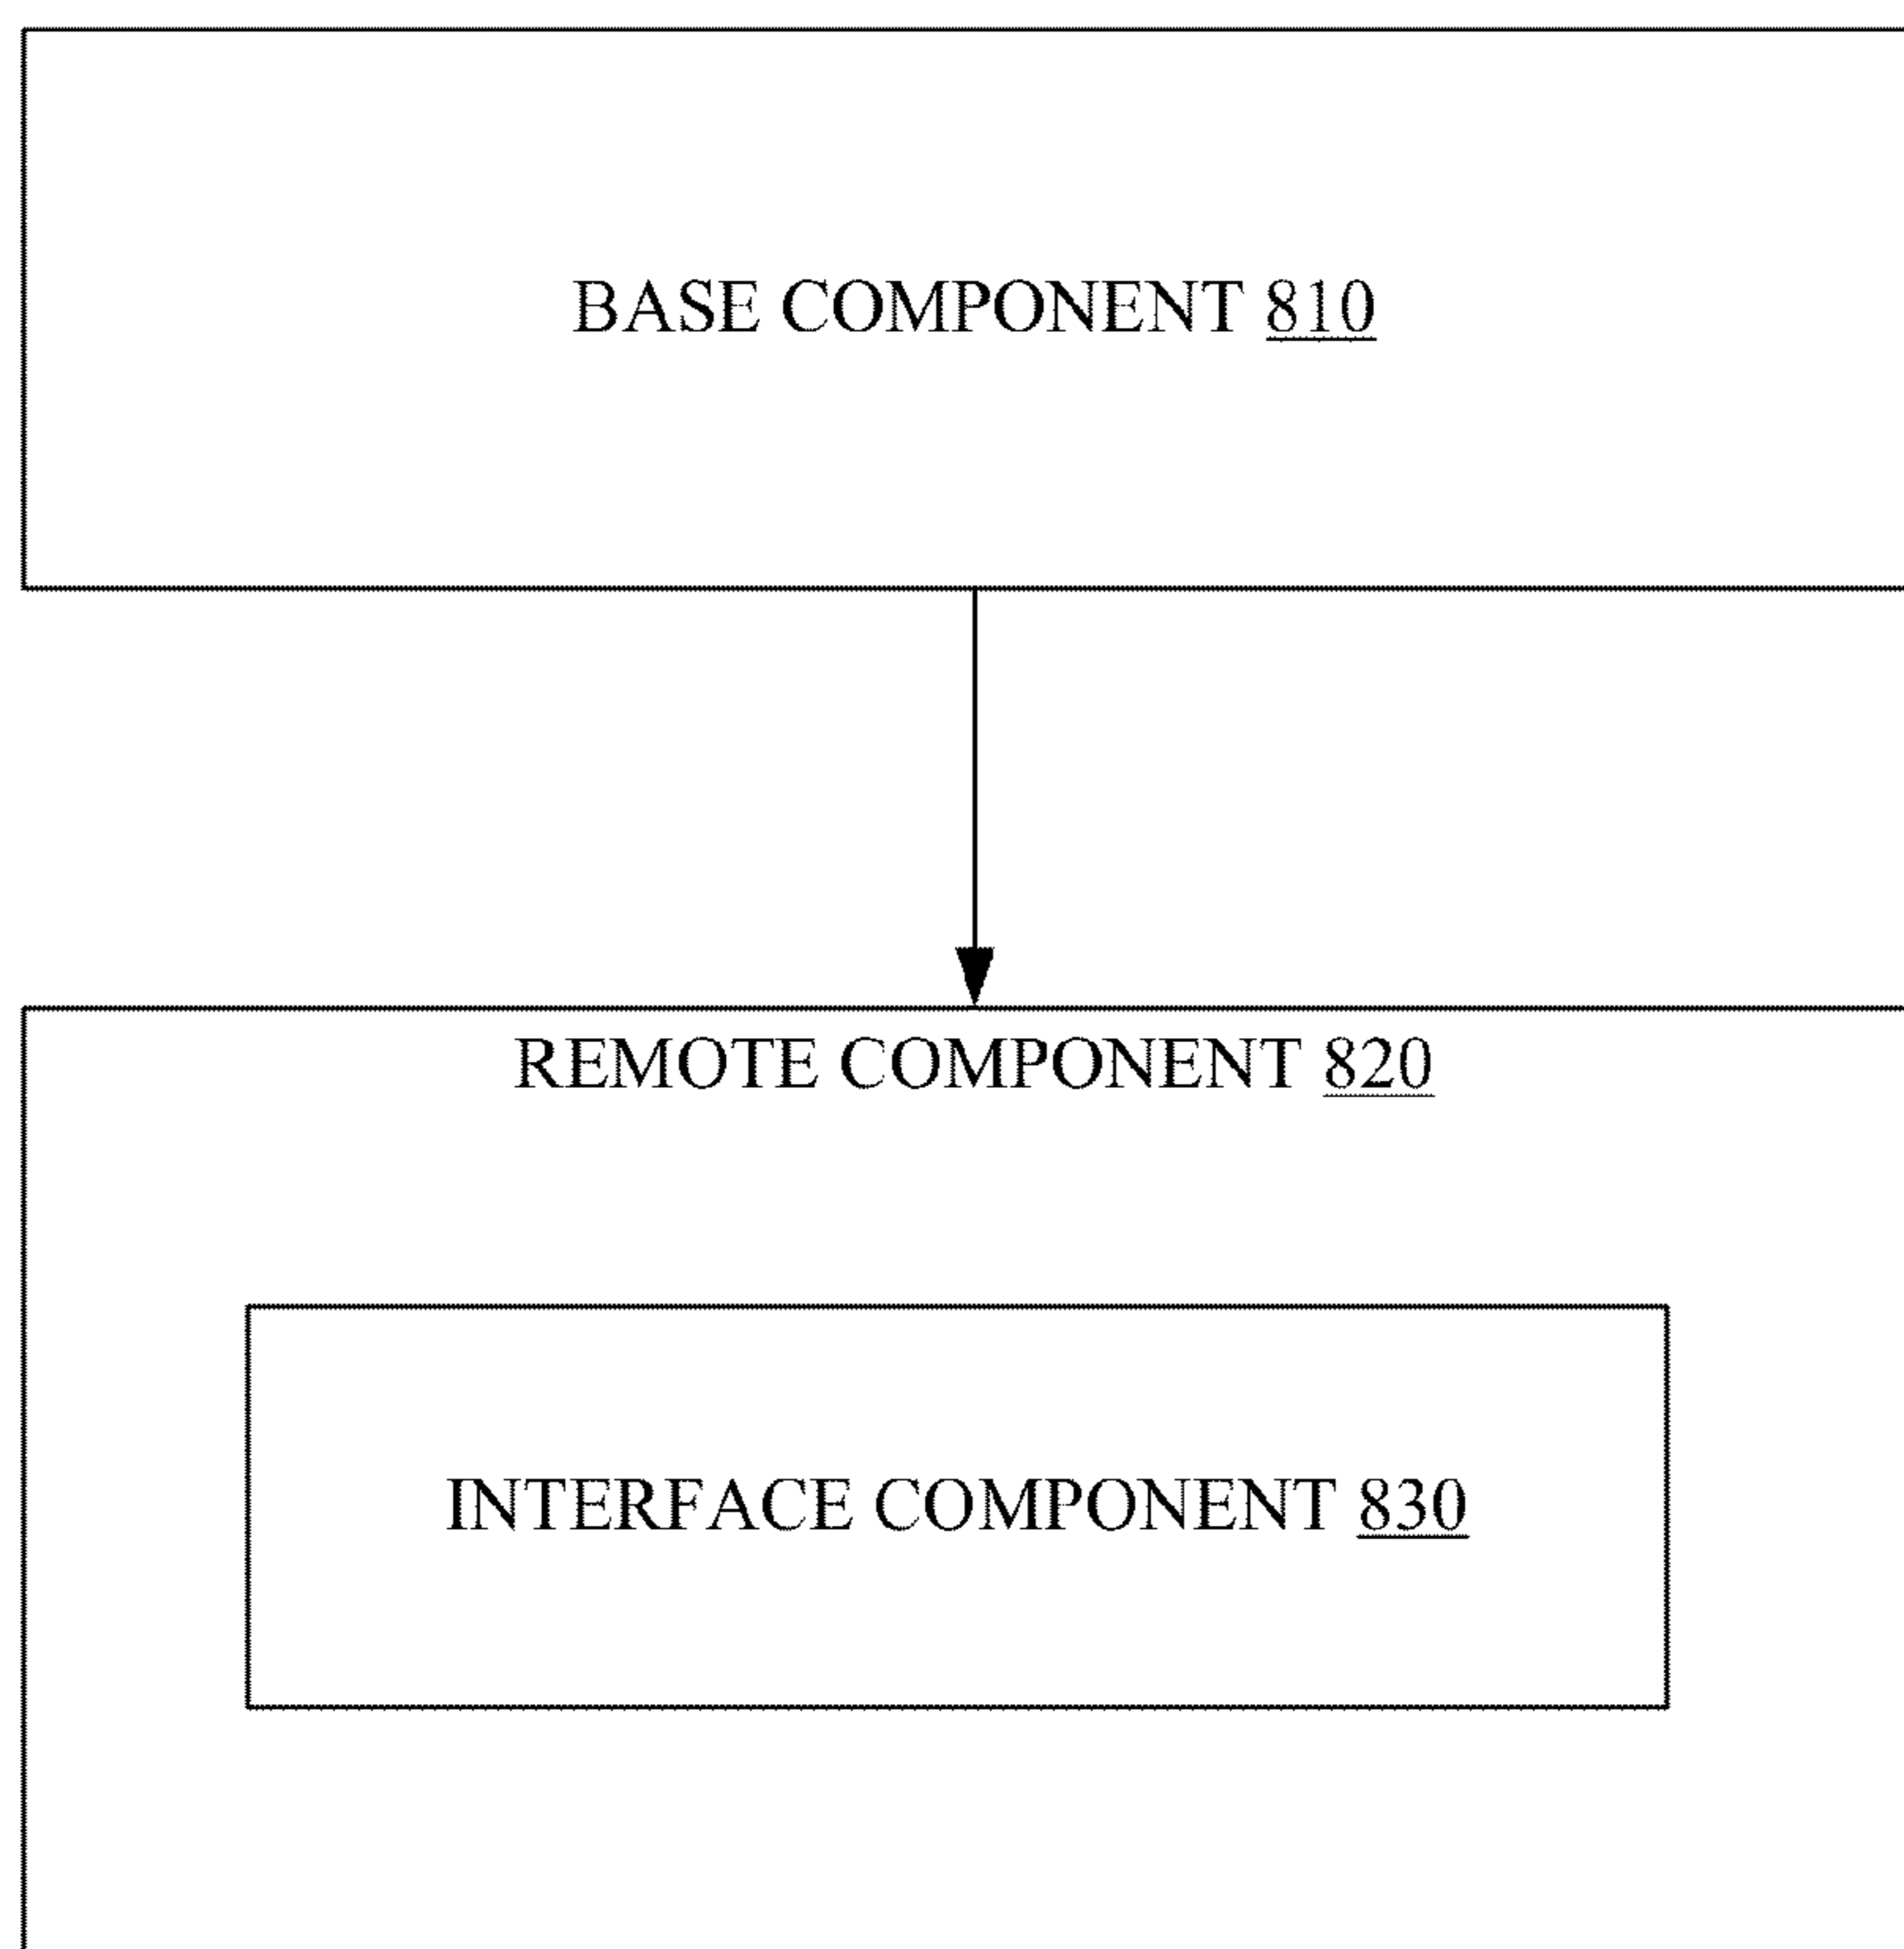 BASE COMPONENT 810
REMOTE COMPONENT 820
INTERFACE COMPONENT 830